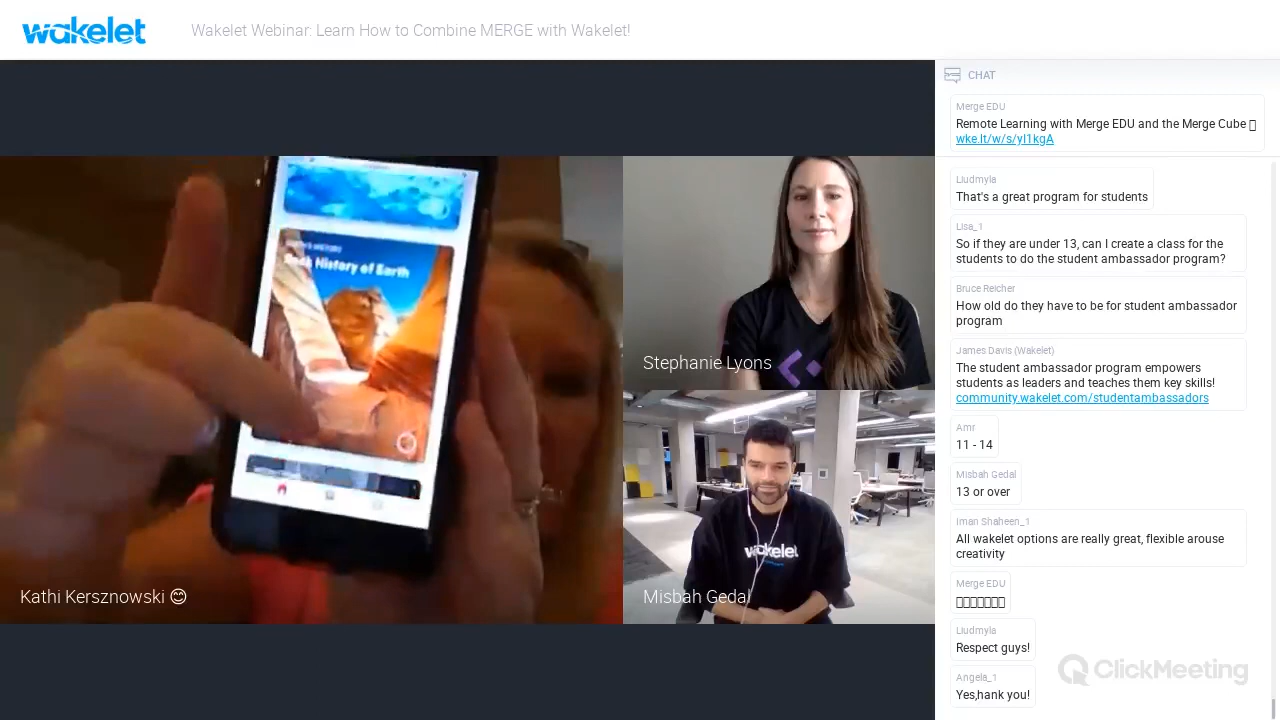 wakelet
Wakelet Webinar: Learn How to Combine MERGE with Wakelet!
History of Earth
Kathi Kersznowski 😊
Stephanie Lyons
wakelet
Misbah Gedal
CHAT
Merge EDU
Remote Learning with Merge EDU and the Merge Cube
wke.lt/w/s/yI1kgA
Liudmyla
That's a great program for students
Lisa_1
So if they are under 13, can I create a class for the
students to do the student ambassador program?
Bruce Reicher
How old do they have to be for student ambassador
program
James Davis (Wakelet)
The student ambassador program empowers
students as leaders and teaches them key skills!
community.wakelet.com/studentambassadors
Amr
11 - 14
Misbah Gedal
13 or over
Iman Shaheen_1
All wakelet options are really great, flexible arouse
creativity
Merge EDU
Liudmyla
Respect guys!
Angela_1
Yes,hank you!
ClickMeeting